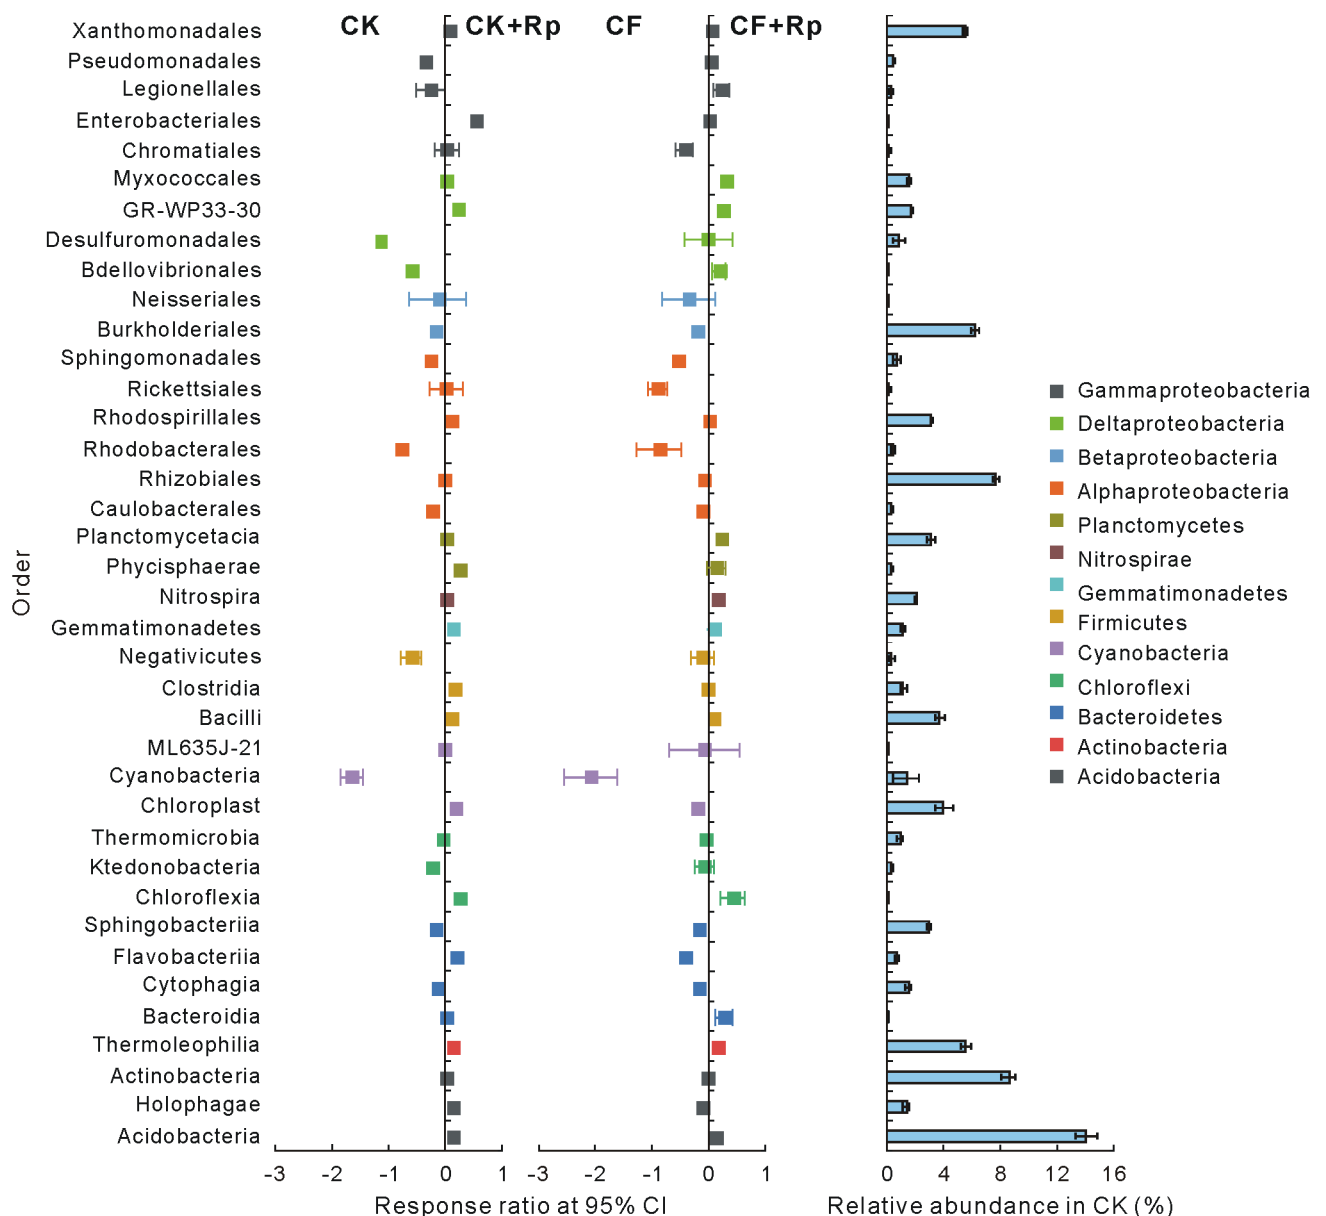 CK
CK+Rp
CF
CF+Rp
Xanthomonadales
Pseudomonadales
Legionellales
Enterobacteriales
Chromatiales
Myxococcales
GR-WP33-30
Desulfuromonadales
Bdellovibrionales
Neisseriales
Burkholderiales
Sphingomonadales
Rickettsiales
Rhodospirillales
Rhodobacterales
Rhizobiales
Caulobacterales
Planctomycetacia
Phycisphaerae
Nitrospira
Gemmatimonadetes
Negativicutes
Clostridia
Bacilli
ML635J-21
Cyanobacteria
Chloroplast
Thermomicrobia
Ktedonobacteria
Chloroflexia
Sphingobacteriia
Flavobacteriia
Cytophagia
Bacteroidia
Thermoleophilia
Actinobacteria
Holophagae
Acidobacteria
Order
Gammaproteobacteria
Deltaproteobacteria
Betaproteobacteria
Alphaproteobacteria
Planctomycetes
Nitrospirae
Gemmatimonadetes
Firmicutes
Cyanobacteria
Chloroflexi
Bacteroidetes
Actinobacteria
Acidobacteria
-3 -2 -1 0 1 -3 -2 -1 0 1 0 4 8 12 16
Response ratio at 95% CI
Relative abundance in CK (%)